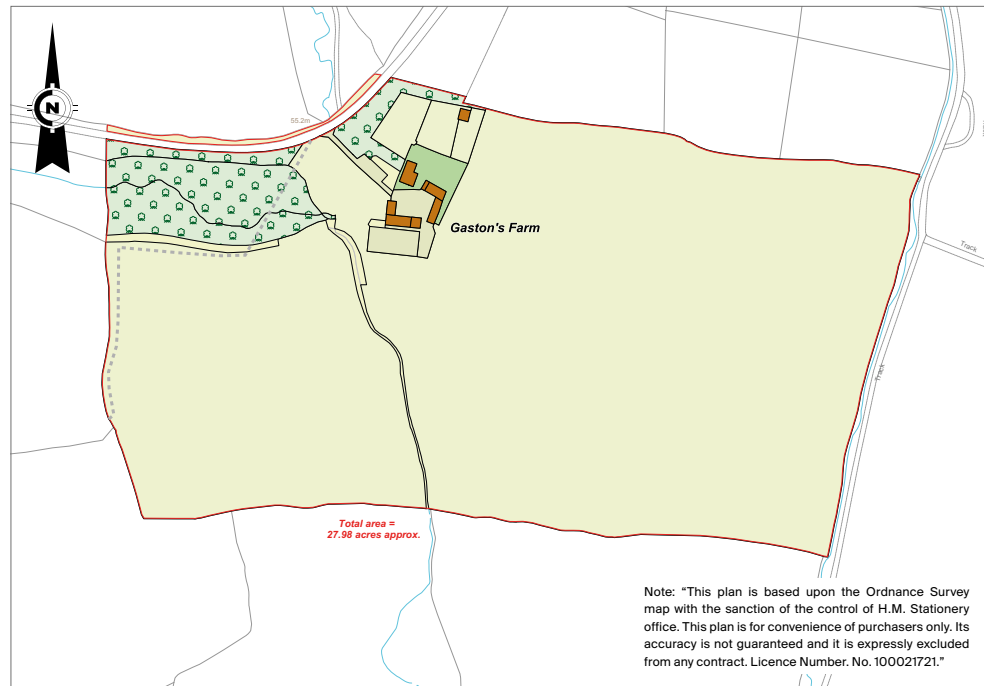 N
55.2m
Gaston's Farm
Track
Track
Total area =
27.98 acres approx.
Note: “This plan is based upon the Ordnance Survey
map with the sanction of the control of H.M. Stationery
office. This plan is for convenience of purchasers only. Its
accuracy is not guaranteed and it is expressly excluded
from any contract. Licence Number. No. 100021721.”